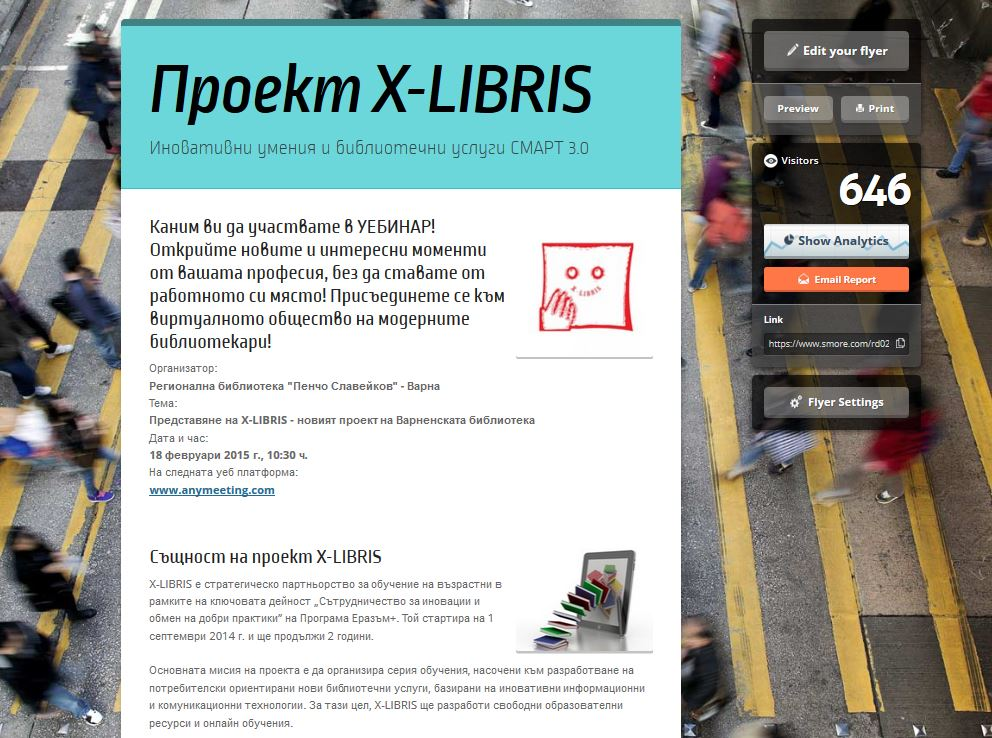 Проект X-LIBRIS
Иновативни умения и библиотечни услуги СМАРТ 3.0
Каним ви да участвате в УЕБИНАР!
Открийте новите и интересни моменти
от вашата професия, без да ставате от
работното си място! Присъединете се към
виртуалното общество на модерните
библиотекари!
X-LIBRIS
Организатор:
Регионална библиотека "Пенчо Славейков" - Варна
Тема:
Представяне на X-LIBRIS - новият проект на Варненската библиотека
Дата и час:
18 февруари 2015 г., 10:30 ч.
На следната уеб платформа:
www.anymeeting.com
Същност на проект X-LIBRIS
X-LIBRIS е стратегическо партньорство за обучение на възрастни в
рамките на ключовата дейност „Сътрудничество за иновации и
обмен на добри практики“ на Програма Еразъм+. Той стартира на 1
септември 2014 г. и ще продължи 2 години.
Основната мисия на проекта е да организира серия обучения, насочени към разработване на
потребителски ориентирани нови библиотечни услуги, базирани на иновативни информационни
и комуникационни технологии. За тази цел, X-LIBRIS ще разработи свободни образователни
ресурси и онлайн обучения.
Edit your flyer
Preview
Print
Visitors
646
Show Analytics
Email Report
Link
https://www.smore.com/rd02
Flyer Settings